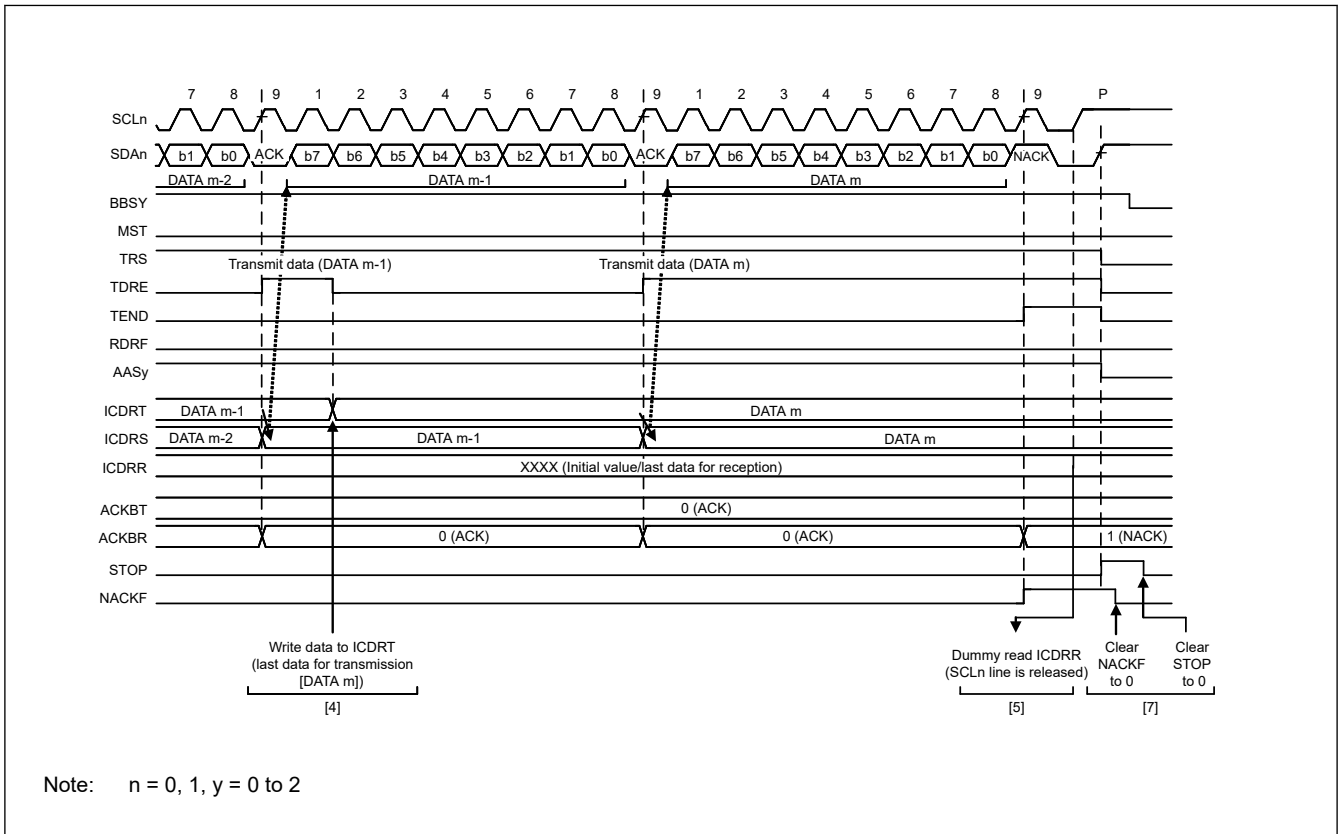 7 8 9 1 2 3 4 5 6 7 8 9 1 2 3 4 5 6 7 8 9 P
SCLn
SDAn b1 b0 ACK b7 b6 b5 b4 b3 b2 b1 b0 ACK b7 b6 b5 b4 b3 b2 b1 b0 NACK
DATA m-2 DATA m-1 DATA m
BBSY
MST
TRS
Transmit data (DATA m-1) Transmit data (DATA m)
TDRE
TEND
RDRF
AASy
ICDRT DATA m-1 DATA m
ICDRS DATA m-2 DATA m-1 DATA m
ICDRR XXXX (Initial value/last data for reception)
ACKBT 0 (ACK)
ACKBR 0 (ACK) 0 (ACK) 1 (NACK)
STOP
NACKF
Write data to ICDRT
(last data for transmission
[DATA m])
[4]
Dummy read ICDRR
(SCLn line is released)
[5]
Clear
NACKF
to 0
Clear
STOP
to 0
[7]
Note: n = 0, 1, y = 0 to 2